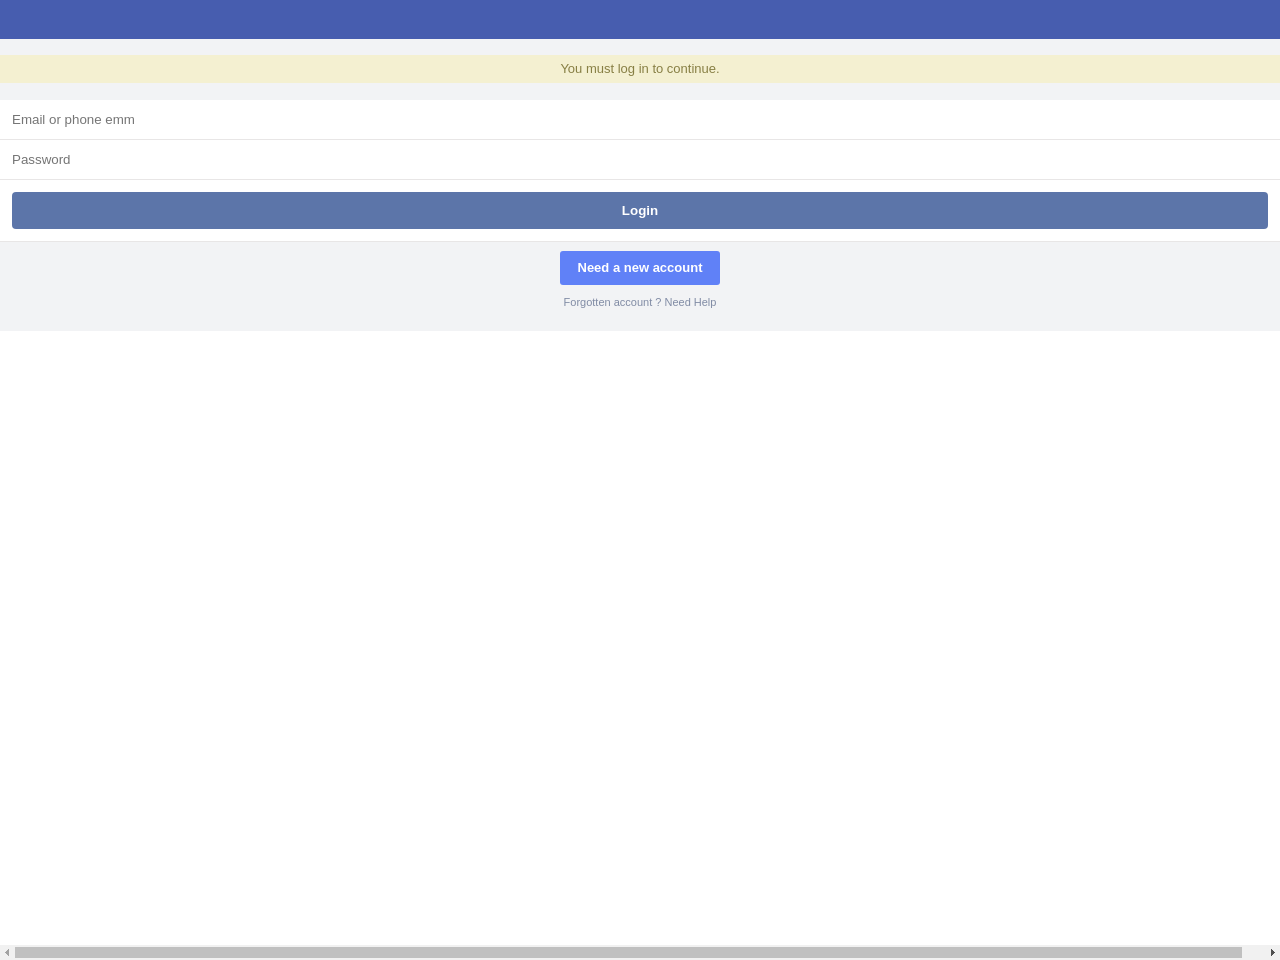 You must log in to continue.
Email or phone emm
Password
Login
Need a new account
Forgotten account ? Need Help